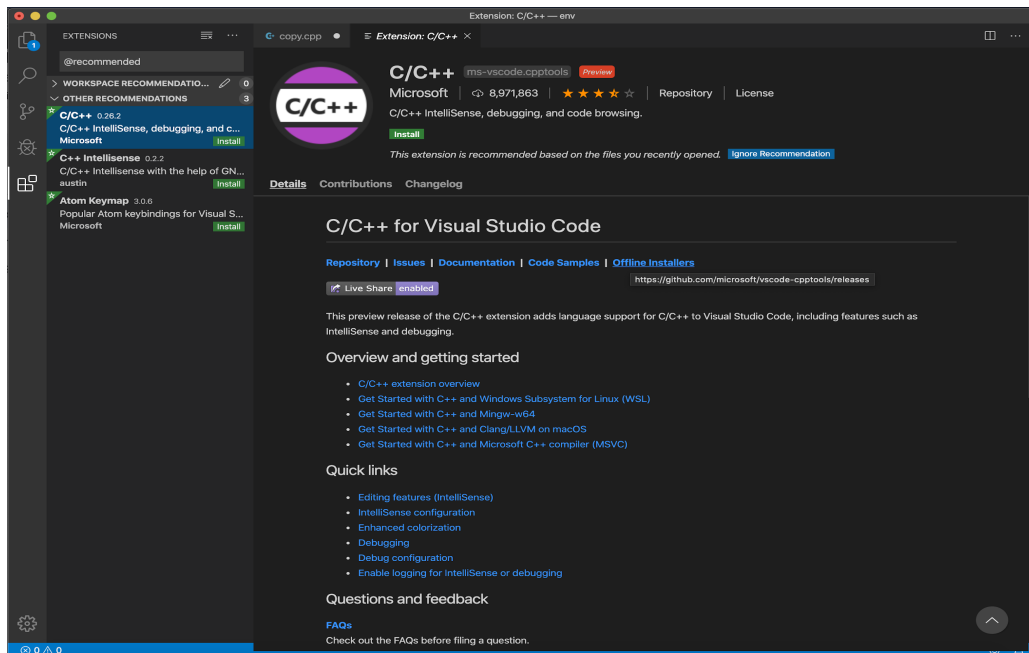 Extension: C/C++ — env
EXTENSIONS
@recommended
WORKSPACE RECOMMENDATIO... 0
OTHER RECOMMENDATIONS 3
C/C++ 0.26.2
C/C++ IntelliSense, debugging, and c...
Microsoft Install
C++ Intellisense 0.2.2
C/C++ Intellisense with the help of GN...
austin Install
Atom Keymap 3.0.6
Popular Atom keybindings for Visual S...
Microsoft Install
1
copy.cpp
Extension: C/C++
C/C++
C/C++ ms-vscode.cpptools Preview
Microsoft 8,971,863 Repository License
C/C++ IntelliSense, debugging, and code browsing.
Install
This extension is recommended based on the files you recently opened. Ignore Recommendation
Details Contributions Changelog
C/C++ for Visual Studio Code
Repository | Issues | Documentation | Code Samples | Offline Installers
https://github.com/microsoft/vscode-cpptools/releases
Live Share enabled
This preview release of the C/C++ extension adds language support for C/C++ to Visual Studio Code, including features such as
IntelliSense and debugging.
Overview and getting started
• C/C++ extension overview
• Get Started with C++ and Windows Subsystem for Linux (WSL)
• Get Started with C++ and Mingw-w64
• Get Started with C++ and Clang/LLVM on macOS
• Get Started with C++ and Microsoft C++ compiler (MSVC)
Quick links
• Editing features (IntelliSense)
• IntelliSense configuration
• Enhanced colorization
• Debugging
• Debug configuration
• Enable logging for IntelliSense or debugging
Questions and feedback
FAQs
Check out the FAQs before filing a question.
0 0